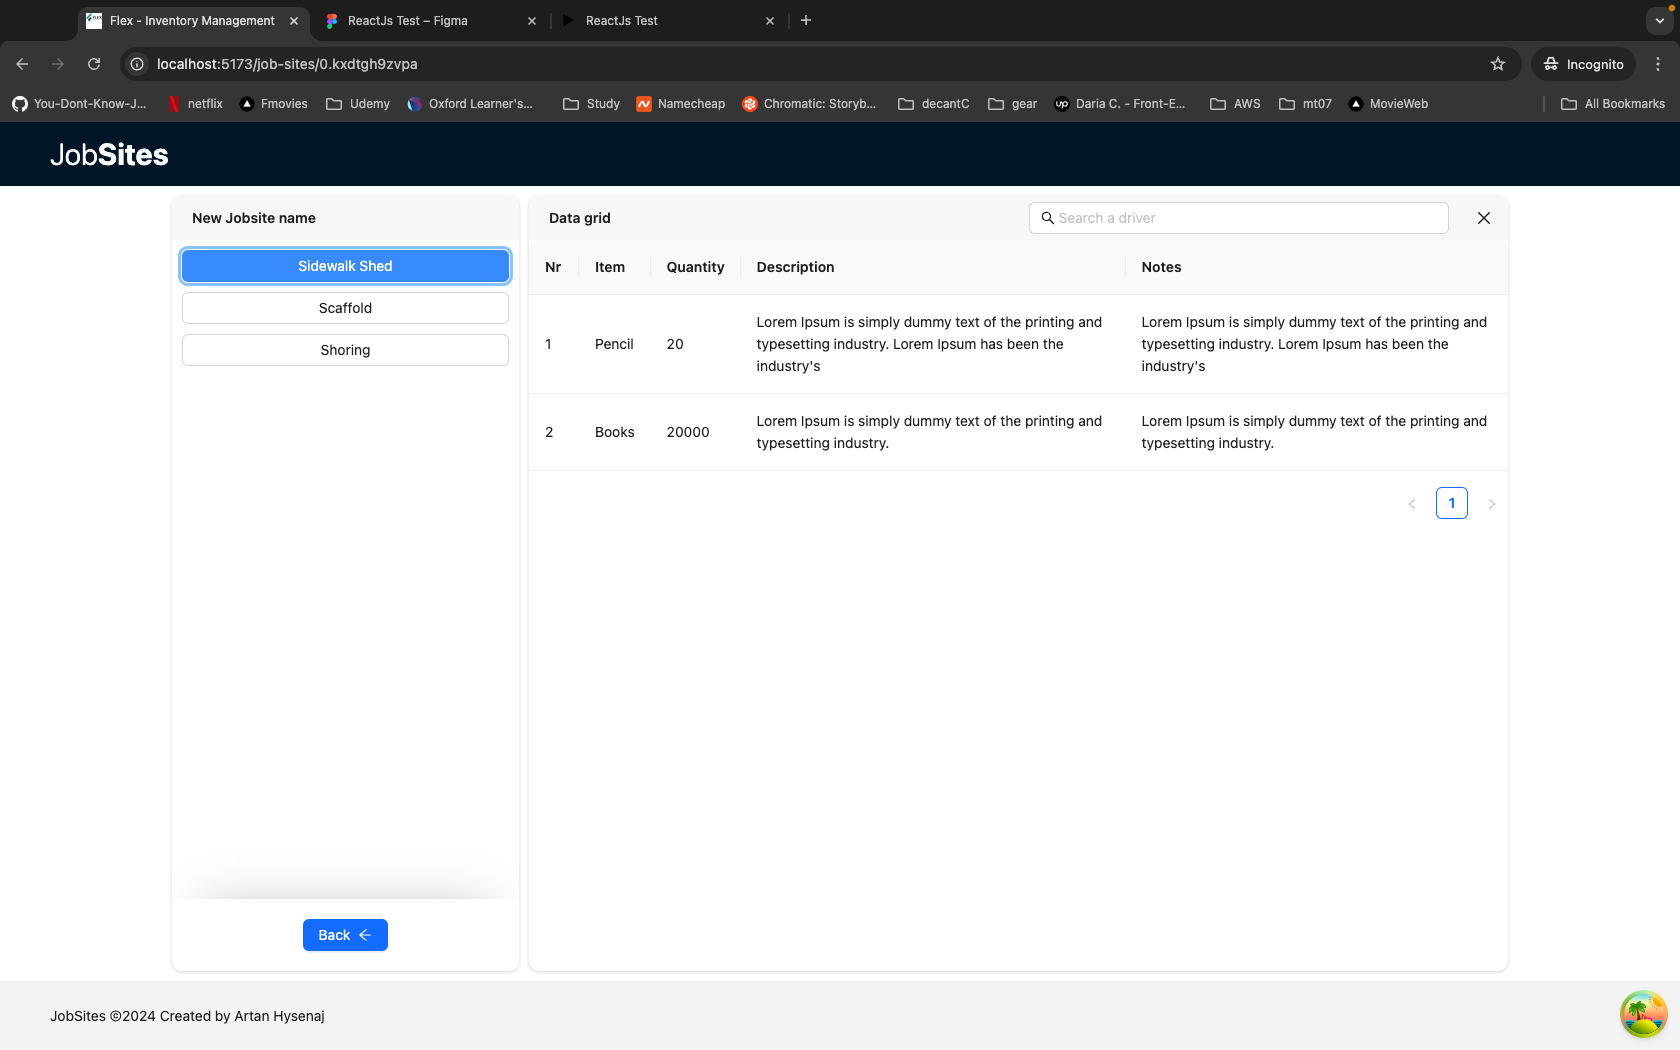 Flex - Inventory Management
ReactJs Test – Figma
ReactJs Test
localhost:5173/job-sites/0.kxdtgh9zvpa
Incognito
You-Dont-Know-J...
netflix
Fmovies
Udemy
Oxford Learner's...
Study
Namecheap
Chromatic: Storyb...
decantC
gear
up
Daria C. - Front-E...
AWS
mt07
MovieWeb
All Bookmarks
JobSites
New Jobsite name
Sidewalk Shed
Scaffold
Shoring
Back
Data grid
Search a driver
Nr Item Quantity Description Notes
1 Pencil 20
Lorem Ipsum is simply dummy text of the printing and
typesetting industry. Lorem Ipsum has been the
industry's
Lorem Ipsum is simply dummy text of the printing and
typesetting industry. Lorem Ipsum has been the
industry's
2 Books 20000
Lorem Ipsum is simply dummy text of the printing and
typesetting industry.
Lorem Ipsum is simply dummy text of the printing and
typesetting industry.
1
JobSites ©2024 Created by Artan Hysenaj